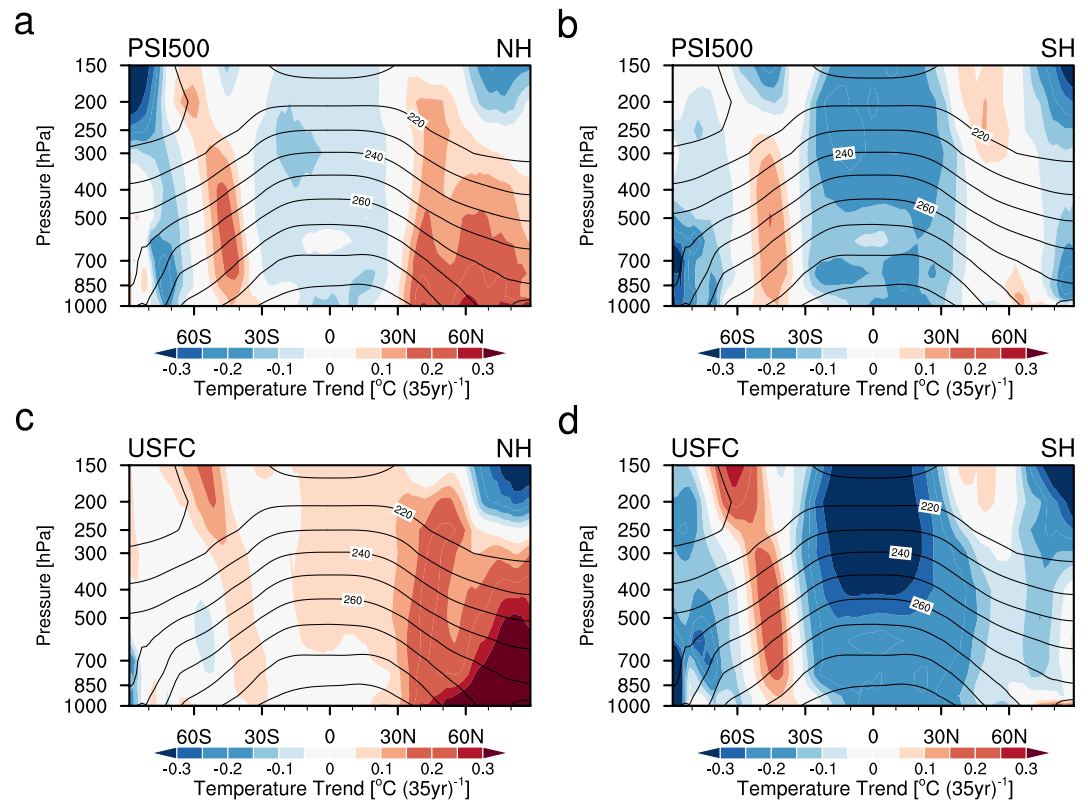 a
PSI500 NH
150
200
250
300
400
500
700
850
1000
Pressure [hPa]
220
240
260
60S 30S 0 30N 60N
-0.3 -0.2 -0.1 0 0.1 0.2 0.3
Temperature Trend [°C (35yr)⁻¹]
b
PSI500 SH
150
200
250
300
400
500
700
850
1000
Pressure [hPa]
220
240
260
60S 30S 0 30N 60N
-0.3 -0.2 -0.1 0 0.1 0.2 0.3
Temperature Trend [°C (35yr)⁻¹]
c
USFC NH
150
200
250
300
400
500
700
850
1000
Pressure [hPa]
220
240
260
60S 30S 0 30N 60N
-0.3 -0.2 -0.1 0 0.1 0.2 0.3
Temperature Trend [°C (35yr)⁻¹]
d
USFC SH
150
200
250
300
400
500
700
850
1000
Pressure [hPa]
220
240
260
60S 30S 0 30N 60N
-0.3 -0.2 -0.1 0 0.1 0.2 0.3
Temperature Trend [°C (35yr)⁻¹]